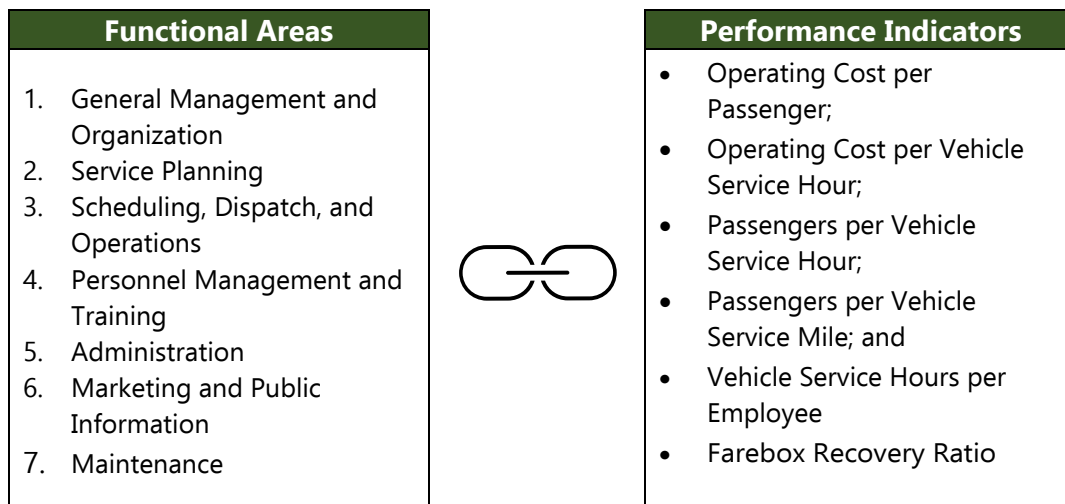 Functional Areas
1. General Management and
Organization
2. Service Planning
3. Scheduling, Dispatch, and
Operations
4. Personnel Management and
Training
5. Administration
6. Marketing and Public
Information
7. Maintenance
Performance Indicators
• Operating Cost per
Passenger;
• Operating Cost per Vehicle
Service Hour;
• Passengers per Vehicle
Service Hour;
• Passengers per Vehicle
Service Mile; and
• Vehicle Service Hours per
Employee
• Farebox Recovery Ratio